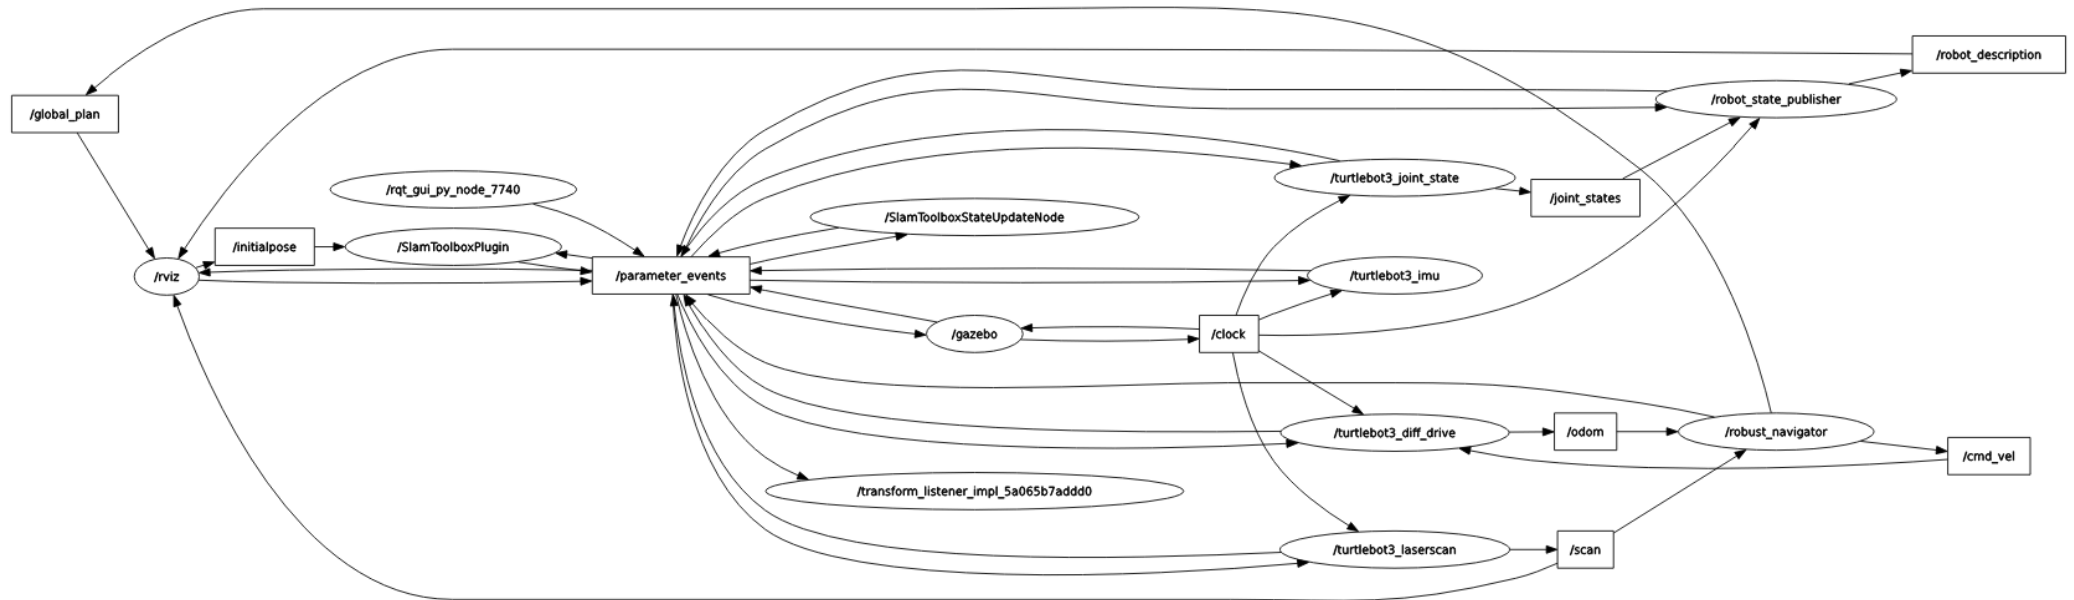 /robot_description
/robot_state_publisher
/global_plan
/turtlebot3_joint_state
/rqt_gui_py_node_7740
/joint_states
/SlamToolboxStateUpdateNode
/initialpose
/SlamToolboxPlugin
/rviz
/parameter_events
/turtlebot3_imu
/gazebo
/clock
/turtlebot3_diff_drive
/odom
/robust_navigator
/cmd_vel
/transform_listener_impl_5a065b7addd0
/turtlebot3_laserscan
/scan